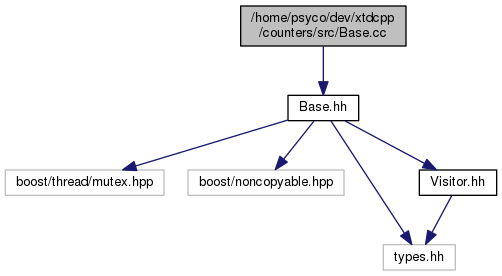 /home/psyco/dev/xtdcpp
/counters/src/Base.cc
Base.hh
boost/thread/mutex.hpp
boost/noncopyable.hpp
Visitor.hh
types.hh